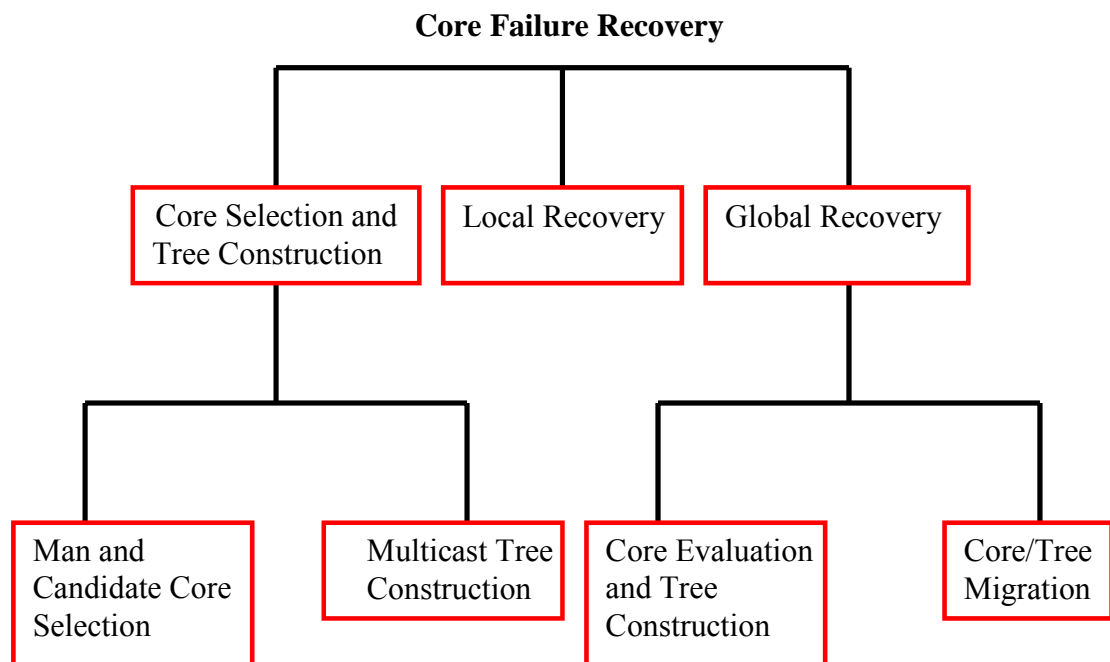 Core Failure Recovery
Core Selection and
Tree Construction
Local Recovery
Global Recovery
Man and
Candidate Core
Selection
Multicast Tree
Construction
Core Evaluation
and Tree
Construction
Core/Tree
Migration